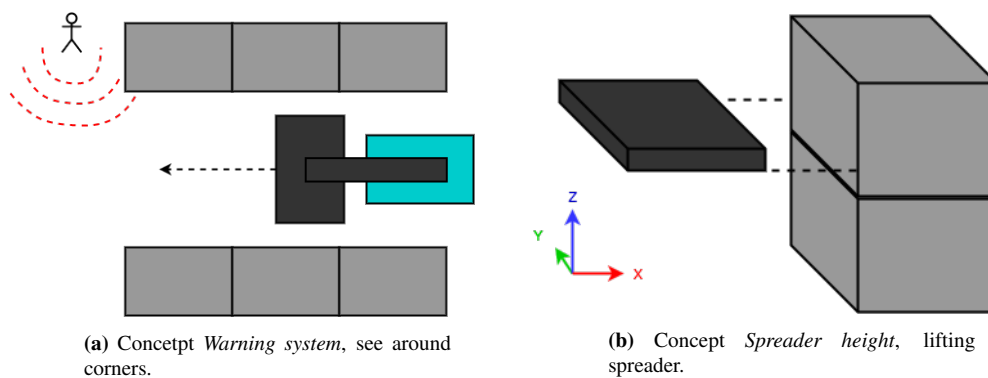 Z
Y
X
(a) Concetpt Warning system, see around
corners.
(b) Concept Spreader height, lifting
spreader.